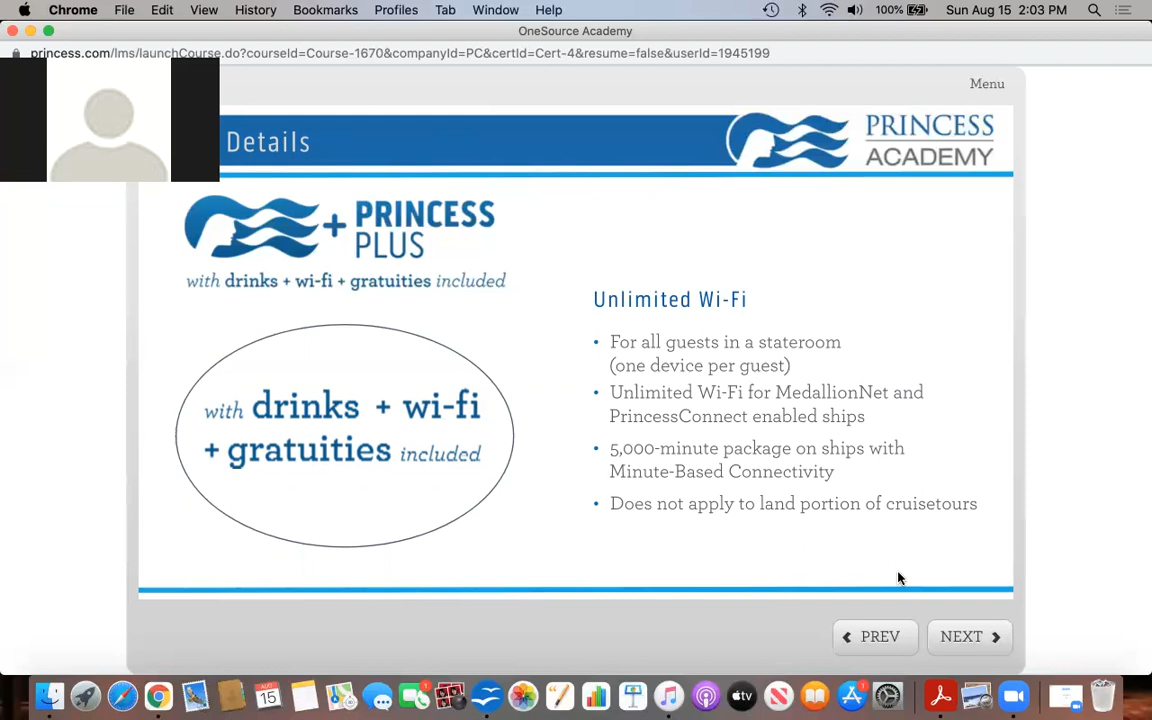 Chrome File Edit View History Bookmarks Profiles Tab Window Help 100% Sun Aug 15 2:03 PM
OneSource Academy
princess.com/lms/launchCourse.do?courseId=Course-1670&companyId=PC&certId=Cert-4&resume=false&userId=1945199
Menu
Details
PRINCESS
ACADEMY
+ PRINCESS
PLUS
with drinks + wi-fi + gratuities included
with drinks + wi-fi
+ gratuities included
Unlimited Wi-Fi
• For all guests in a stateroom
(one device per guest)
• Unlimited Wi-Fi for MedallionNet and
PrincessConnect enabled ships
• 5,000-minute package on ships with
Minute-Based Connectivity
• Does not apply to land portion of cruisetours
PREV NEXT